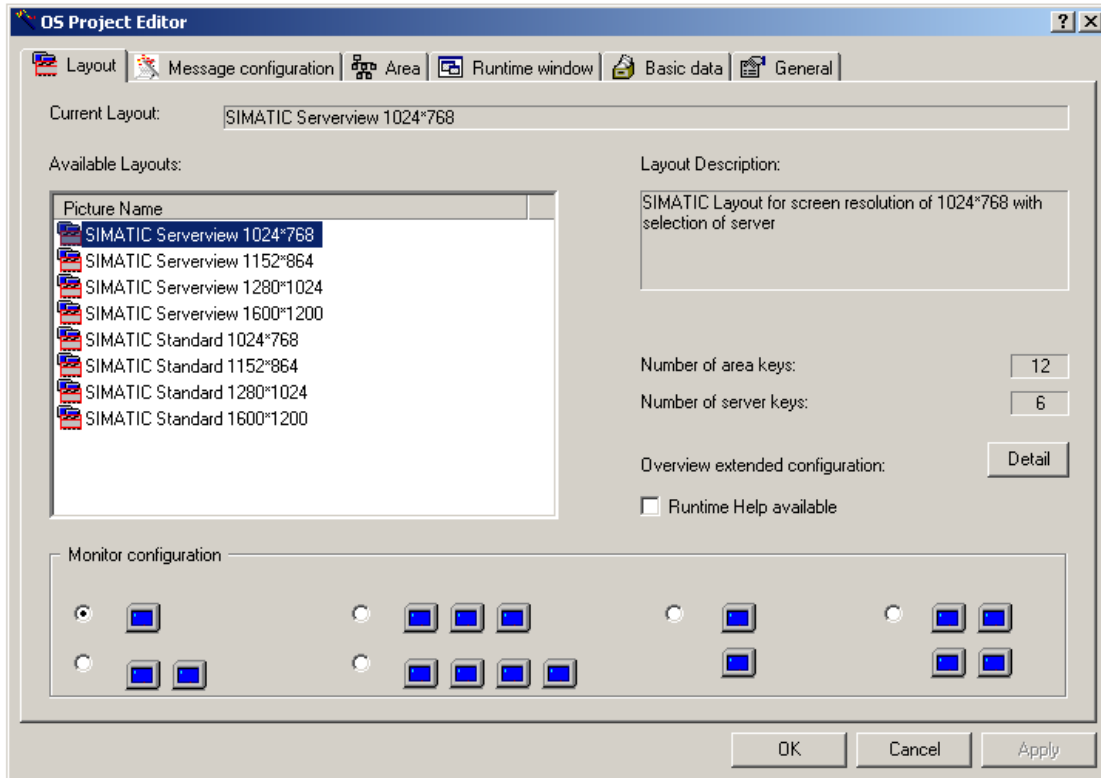 OS Project Editor
Layout
Message configuration
Area
Runtime window
Basic data
General
Current Layout:
SIMATIC Serverview 1024*768
Available Layouts:
Layout Description:
Picture Name
SIMATIC Serverview 1024*768
SIMATIC Serverview 1152*864
SIMATIC Serverview 1280*1024
SIMATIC Serverview 1600*1200
SIMATIC Standard 1024*768
SIMATIC Standard 1152*864
SIMATIC Standard 1280*1024
SIMATIC Standard 1600*1200
SIMATIC Layout for screen resolution of 1024*768 with
selection of server
Number of area keys:
12
Number of server keys:
6
Overview extended configuration:
Detail
Runtime Help available
Monitor configuration
OK
Cancel
Apply